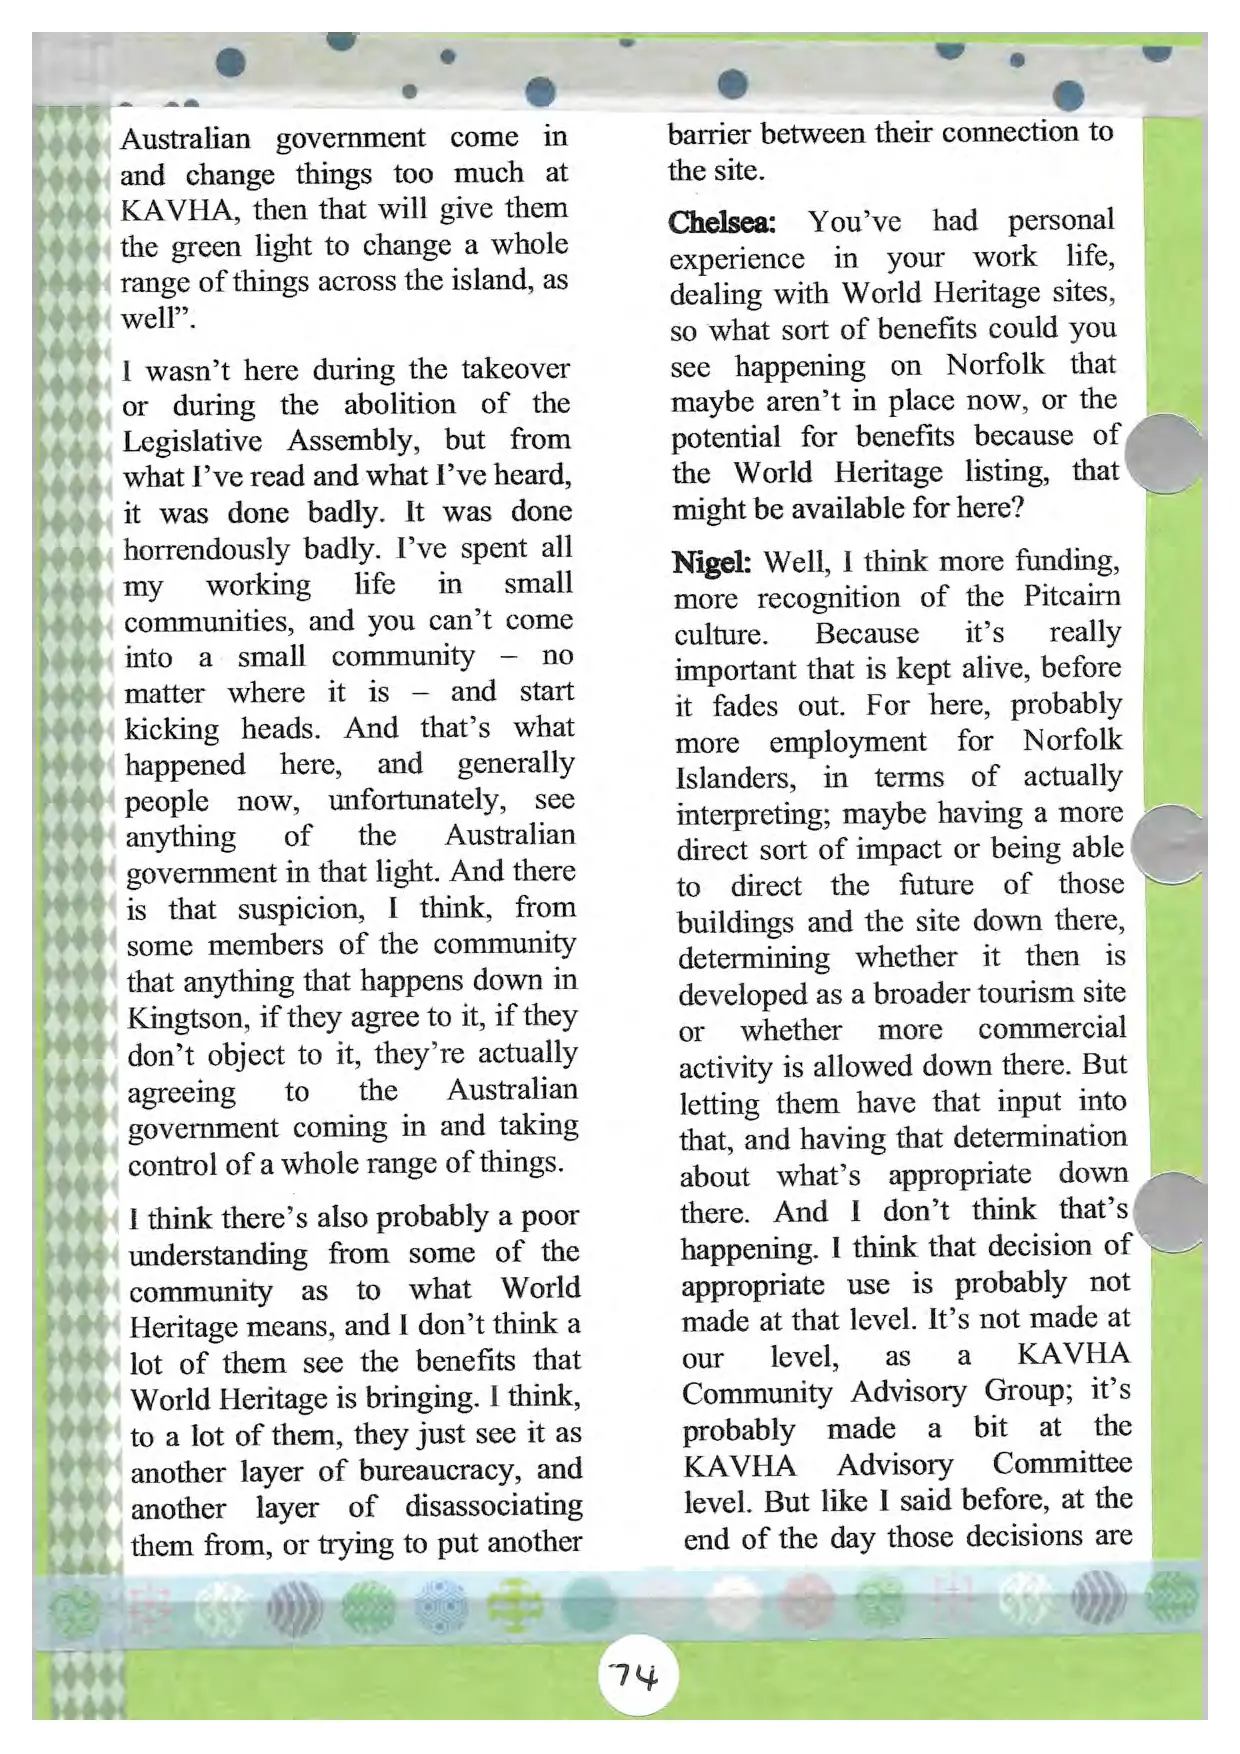 Australian government come in
and change things too much at
KAVHA, then that will give them
the green light to change a whole
range of things across the island, as
well”.
I wasn’t here during the takeover
or during the abolition of the
Legislative Assembly, but from
what I’ve read and what I’ve heard,
it was done badly. It was done
horrendously badly. I’ve spent all
my working life in small
communities, and you can’t come
into a small community – no
matter where it is – and start
kicking heads. And that’s what
happened here, and generally
people now, unfortunately, see
anything of the Australian
government in that light. And there
is that suspicion, I think, from
some members of the community
that anything that happens down in
Kingtson, if they agree to it, if they
don’t object to it, they’re actually
agreeing to the Australian
government coming in and taking
control of a whole range of things.
I think there’s also probably a poor
understanding from some of the
community as to what World
Heritage means, and I don’t think a
lot of them see the benefits that
World Heritage is bringing. I think,
to a lot of them, they just see it as
another layer of bureaucracy, and
another layer of disassociating
them from, or trying to put another
barrier between their connection to
the site.
Chelsea: You’ve had personal
experience in your work life,
dealing with World Heritage sites,
so what sort of benefits could you
see happening on Norfolk that
maybe aren’t in place now, or the
potential for benefits because of
the World Heritage listing, that
might be available for here?
Nigel: Well, I think more funding,
more recognition of the Pitcairn
culture. Because it’s really
important that is kept alive, before
it fades out. For here, probably
more employment for Norfolk
Islanders, in terms of actually
interpreting; maybe having a more
direct sort of impact or being able
to direct the future of those
buildings and the site down there,
determining whether it then is
developed as a broader tourism site
or whether more commercial
activity is allowed down there. But
letting them have that input into
that, and having that determination
about what’s appropriate down
there. And I don’t think that’s
happening. I think that decision of
appropriate use is probably not
made at that level. It’s not made at
our level, as a KAVHA
Community Advisory Group; it’s
probably made a bit at the
KAVHA Advisory Committee
level. But like I said before, at the
end of the day those decisions are
74